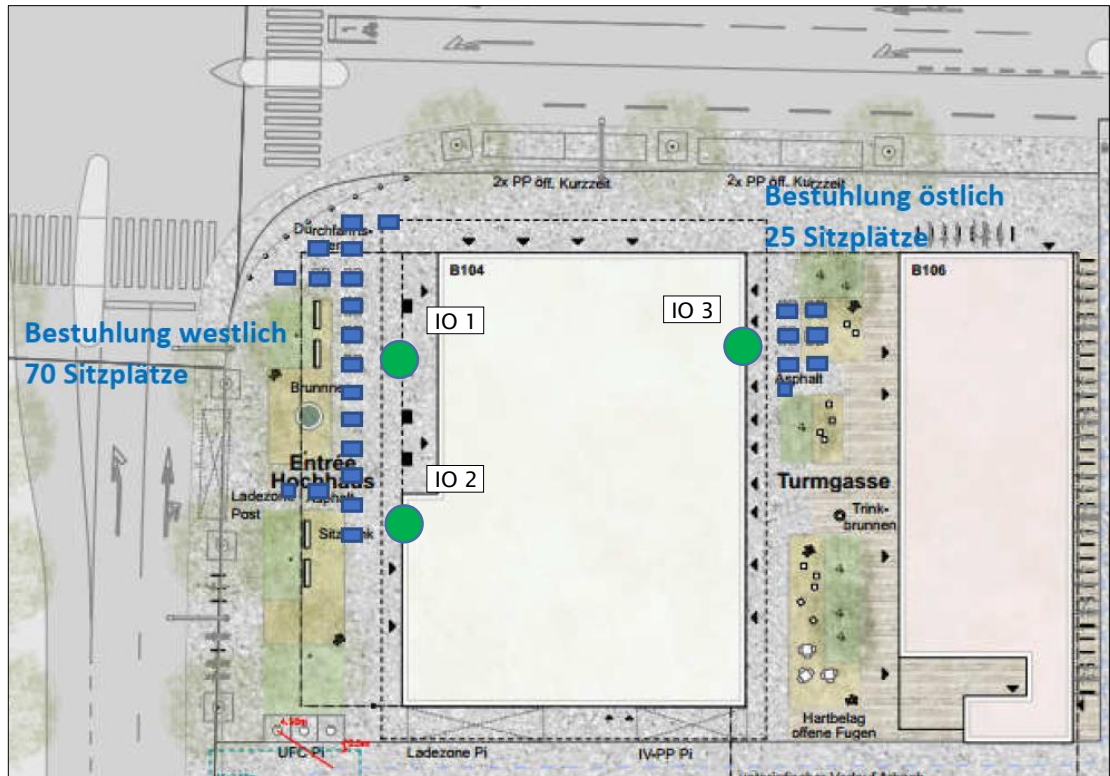 2x PP öff. Kurzzeit
2x PP öff. Kurzzeit
Bestuhlung östlich
25 Sitzplätze
B104
B106
IO 1
IO 3
Bestuhlung westlich
70 Sitzplätze
Brunnen
Asphalt
Entrée
Hochhaus
IO 2
Ladezone
Post
Asphalt
Turmgasse
Trink-
brunnen
Sitzbank
Hartbelag
offene Fugen
UFC Pi
Ladezone Pi
IV-PP Pi